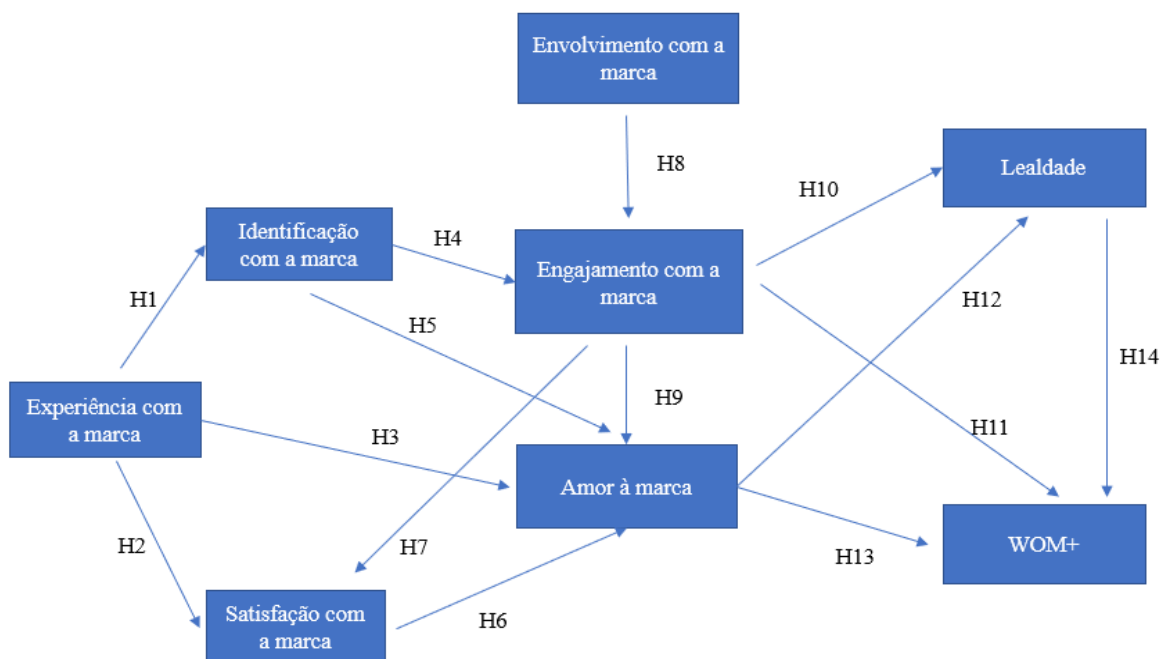 Envolvimento com a
marca
H8
Lealdade
H10
Identificação
com a marca
H4
Engajamento com a
marca
H1
H12
H5
H14
Experiência com
a marca
H9
H3
H11
Amor à marca
H2
H7
H13
WOM+
Satisfação com
a marca
H6